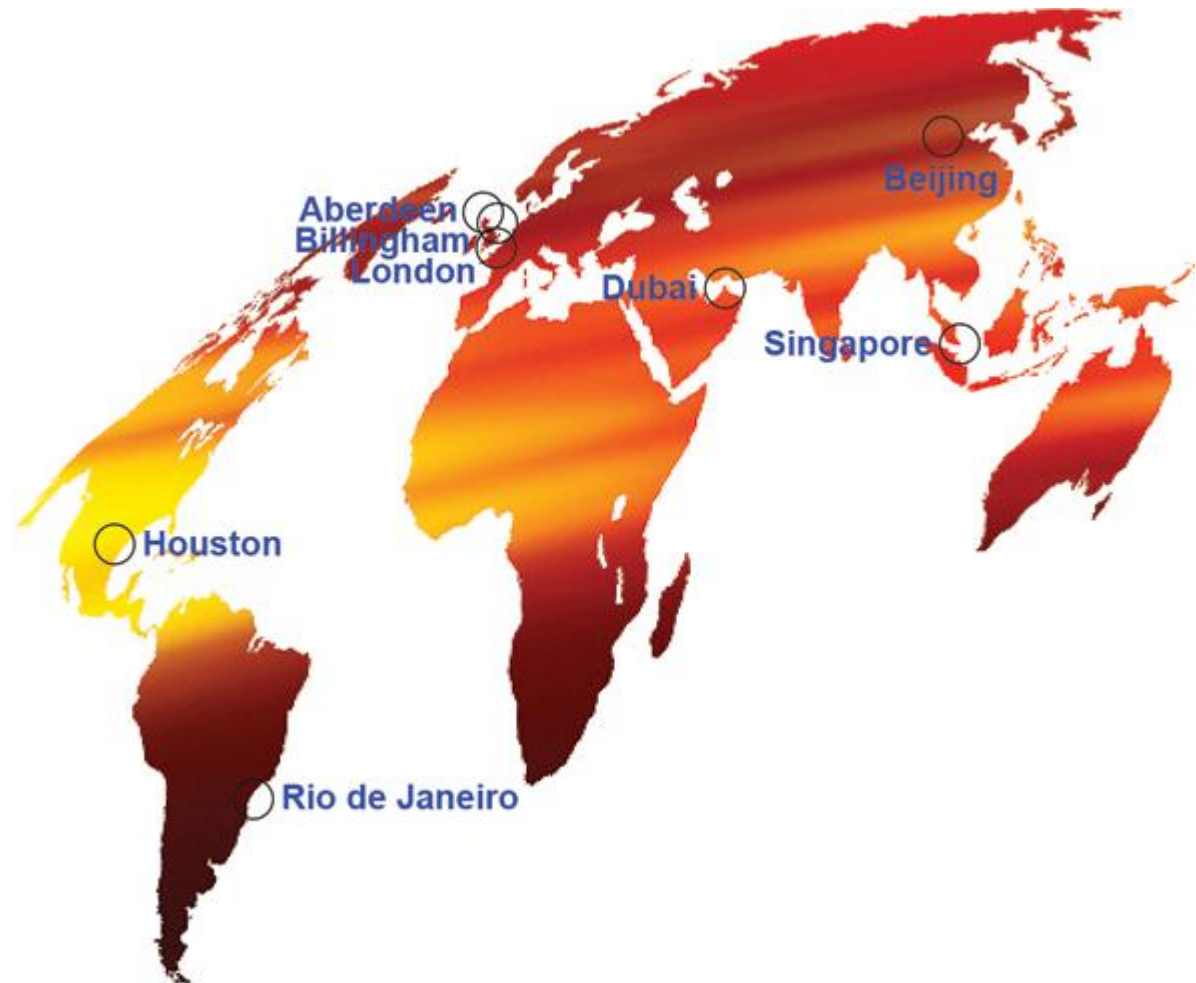 Beijing
Aberdeen
Billingham
London
Dubai
Singapore
Houston
Rio de Janeiro